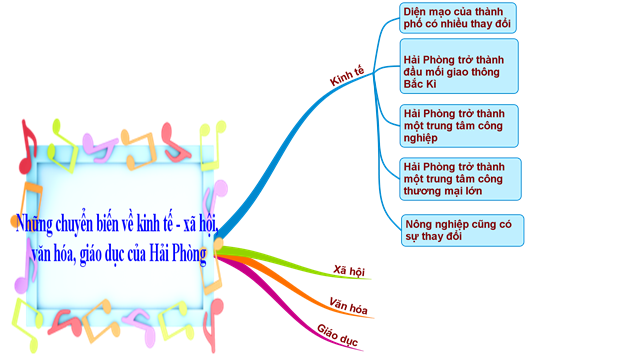 Diện mạo của thành
phố có nhiều thay đổi
Kinh tế
Hải Phòng trở thành
đầu mối giao thông
Bắc Kì
Hải Phòng trở thành
một trung tâm công
nghiệp
Hải Phòng trở thành
một trung tâm công
thương mại lớn
Nông nghiệp cũng có
sự thay đổi
Những chuyển biến về kinh tế - xã hội,
văn hóa, giáo dục của Hải Phòng
Xã hội
Văn hóa
Giáo dục